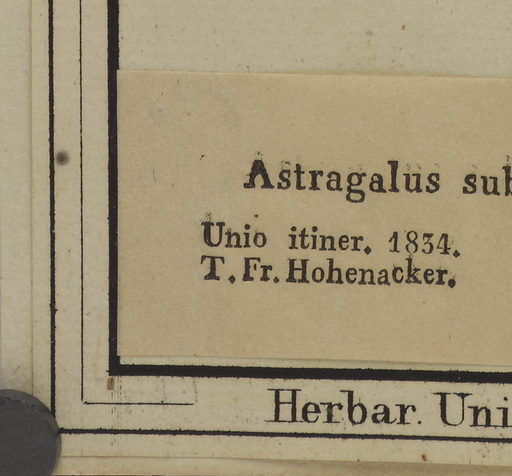 Astragalus sub
Unio itiner. 1834.
T. Fr. Hohenacker.
Herbar. Uni